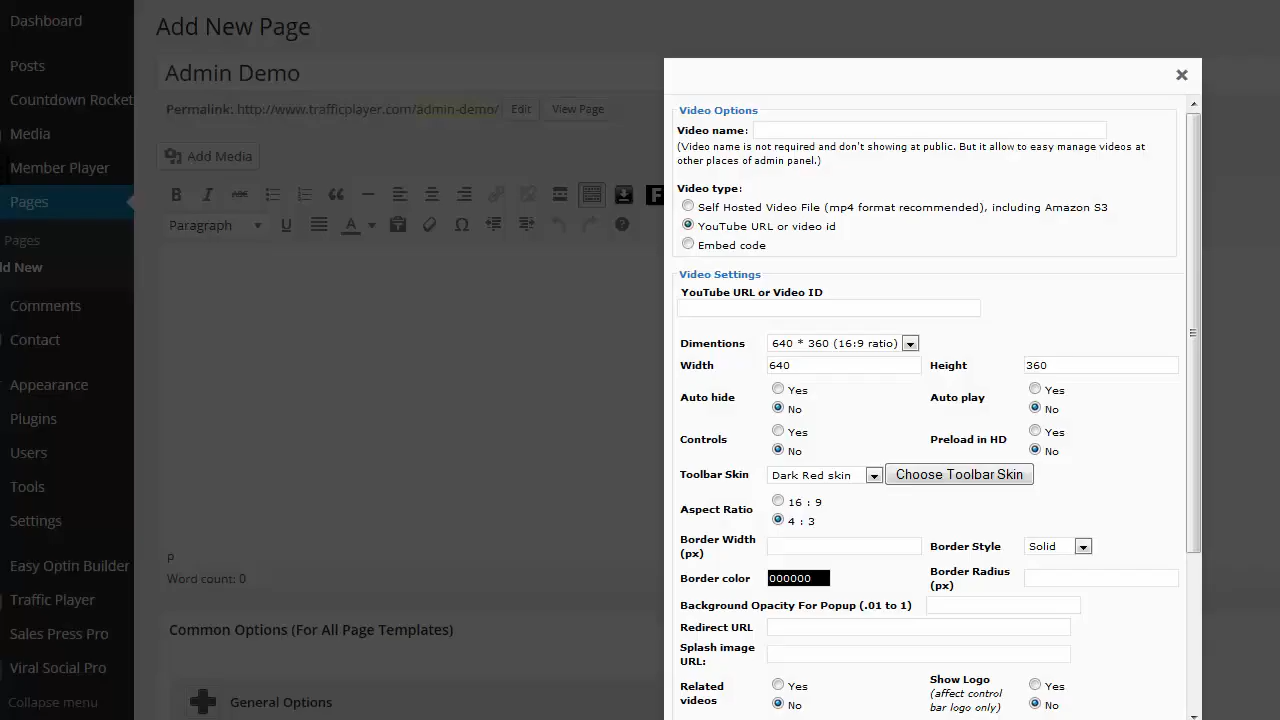 Dashboard
Posts
Countdown Rocket
Media
Member Player
Pages
Pages
dd New
Comments
Contact
Appearance
Plugins
Users
Tools
Settings
Easy Optin Builder
Traffic Player
Sales Press Pro
Viral Social Pro
Collapse menu
Add New Page
Admin Demo
Permalink: http://www.trafficplayer.com/admin-demo/ Edit View Page
Add Media
B I ABC F
Paragraph U A Ω
P
Word count: 0
Common Options (For All Page Templates)
General Options
Video Options
Video name:
(Video name is not required and don't showing at public. But it allow to easy manage videos at
other places of admin panel.)
Video type:
Self Hosted Video File (mp4 format recommended), including Amazon S3
YouTube URL or video id
Embed code
Video Settings
YouTube URL or Video ID
Dimentions 640 * 360 (16:9 ratio)
Width 640 Height 360
Auto hide Yes No Auto play Yes No
Controls Yes No Preload in HD Yes No
Toolbar Skin Dark Red skin Choose Toolbar Skin
Aspect Ratio 16 : 9 4 : 3
Border Width (px) Border Style Solid
Border color 000000 Border Radius (px)
Background Opacity For Popup (.01 to 1)
Redirect URL
Splash image URL:
Related videos Yes No Show Logo (affect control bar logo only) Yes No